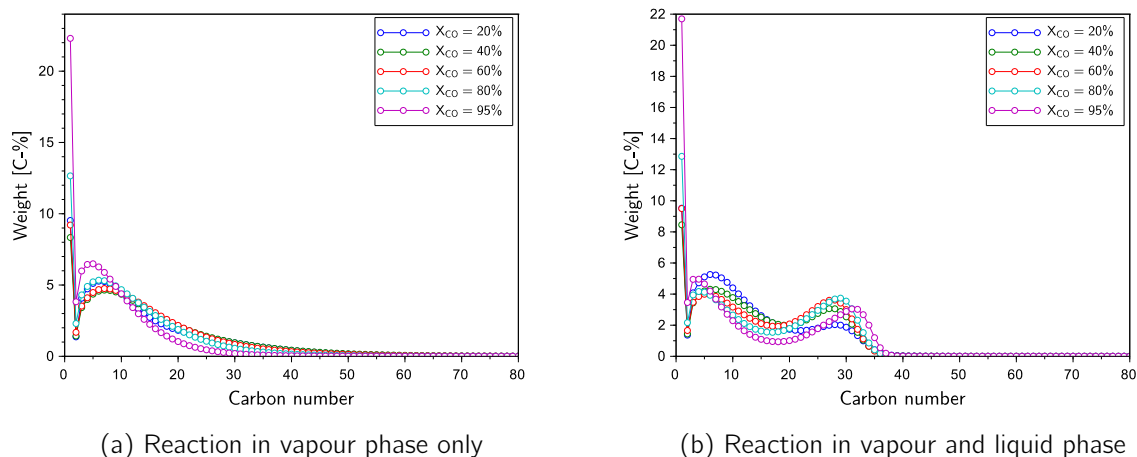 X_CO = 20%
X_CO = 40%
X_CO = 60%
X_CO = 80%
X_CO = 95%
Weight [C-%]
20
15
10
5
0
0 10 20 30 40 50 60 70 80
Carbon number
(a) Reaction in vapour phase only
X_CO = 20%
X_CO = 40%
X_CO = 60%
X_CO = 80%
X_CO = 95%
Weight [C-%]
22
20
18
16
14
12
10
8
6
4
2
0
0 10 20 30 40 50 60 70 80
Carbon number
(b) Reaction in vapour and liquid phase